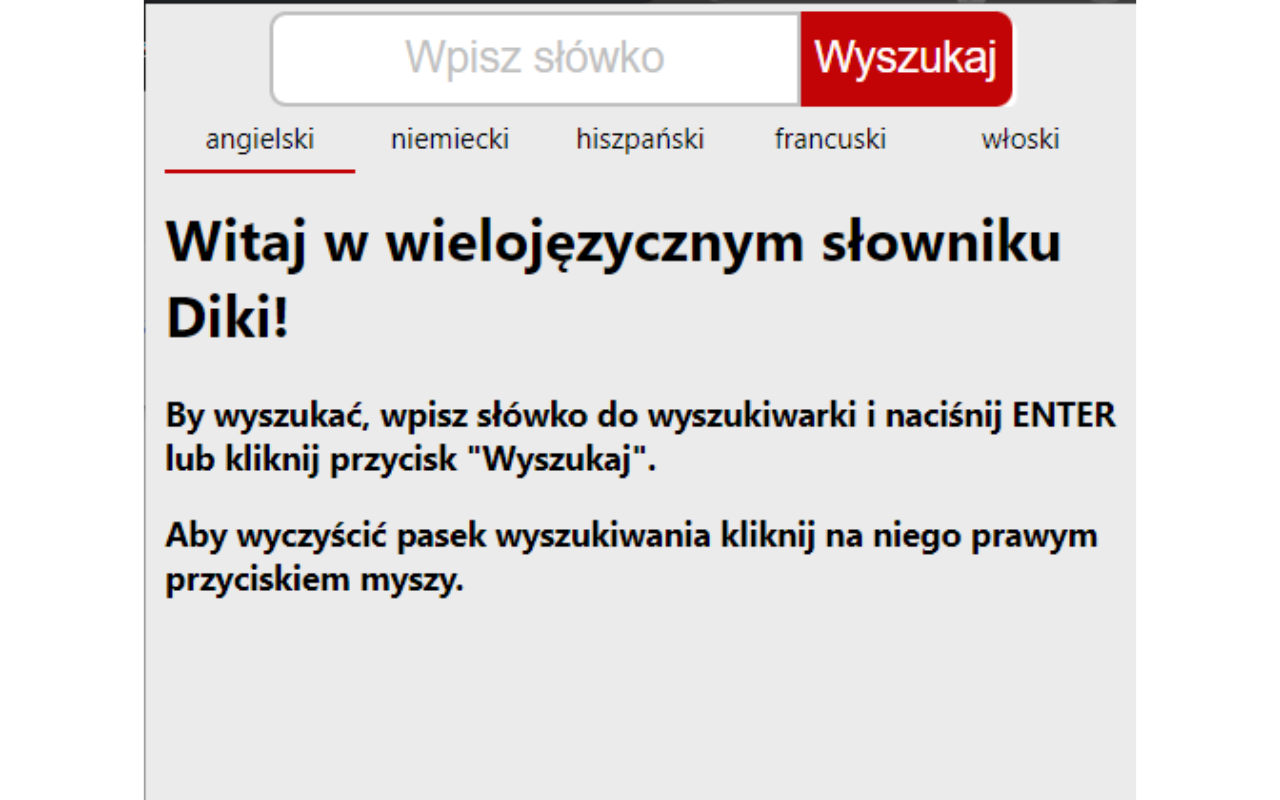 Wpisz słówko Wyszukaj
angielski niemiecki hiszpański francuski włoski
Witaj w wielojęzycznym słowniku
Diki!
By wyszukać, wpisz słówko do wyszukiwarki i naciśnij ENTER
lub kliknij przycisk "Wyszukaj".
Aby wyczyścić pasek wyszukiwania kliknij na niego prawym
przyciskiem myszy.